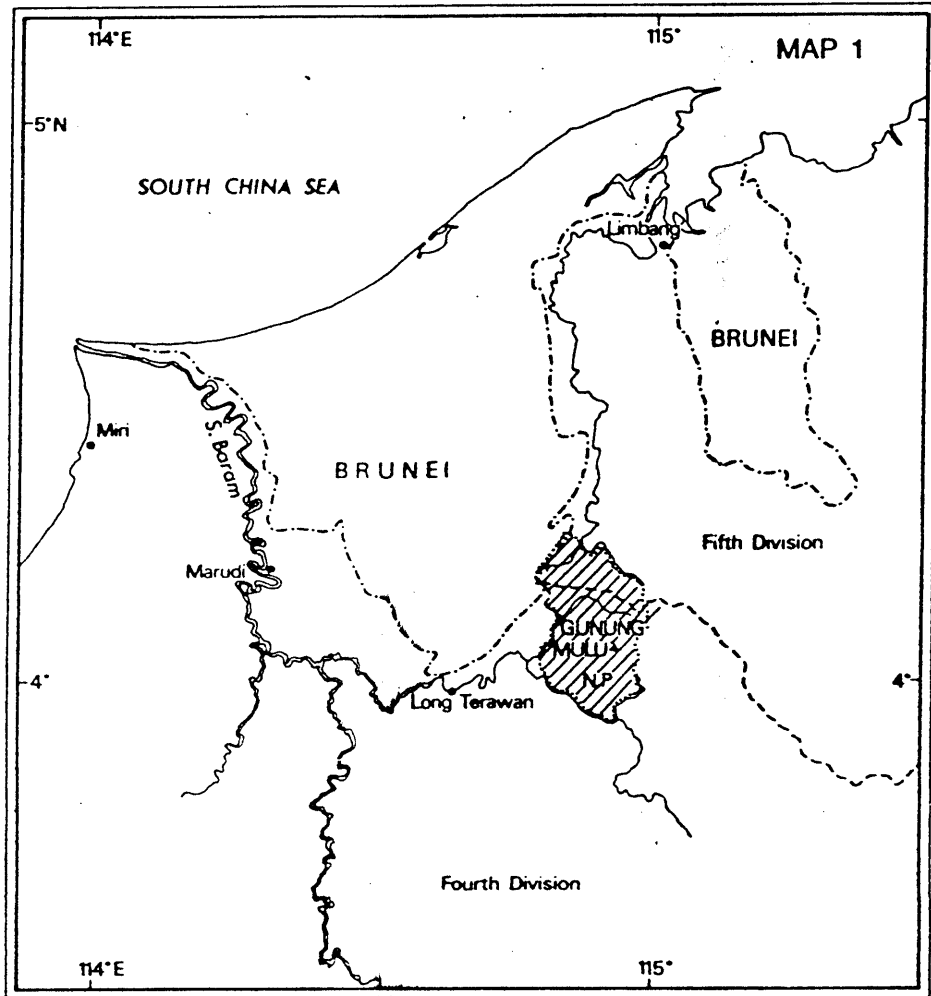 114°E
115°
MAP 1
5°N
SOUTH CHINA SEA
Limbang
BRUNEI
Miri
S. Baram
BRUNEI
Fifth Division
Marudi
GUNUNG
MULU
N.P.
4°
4°
Long Terawan
Fourth Division
114°E
115°